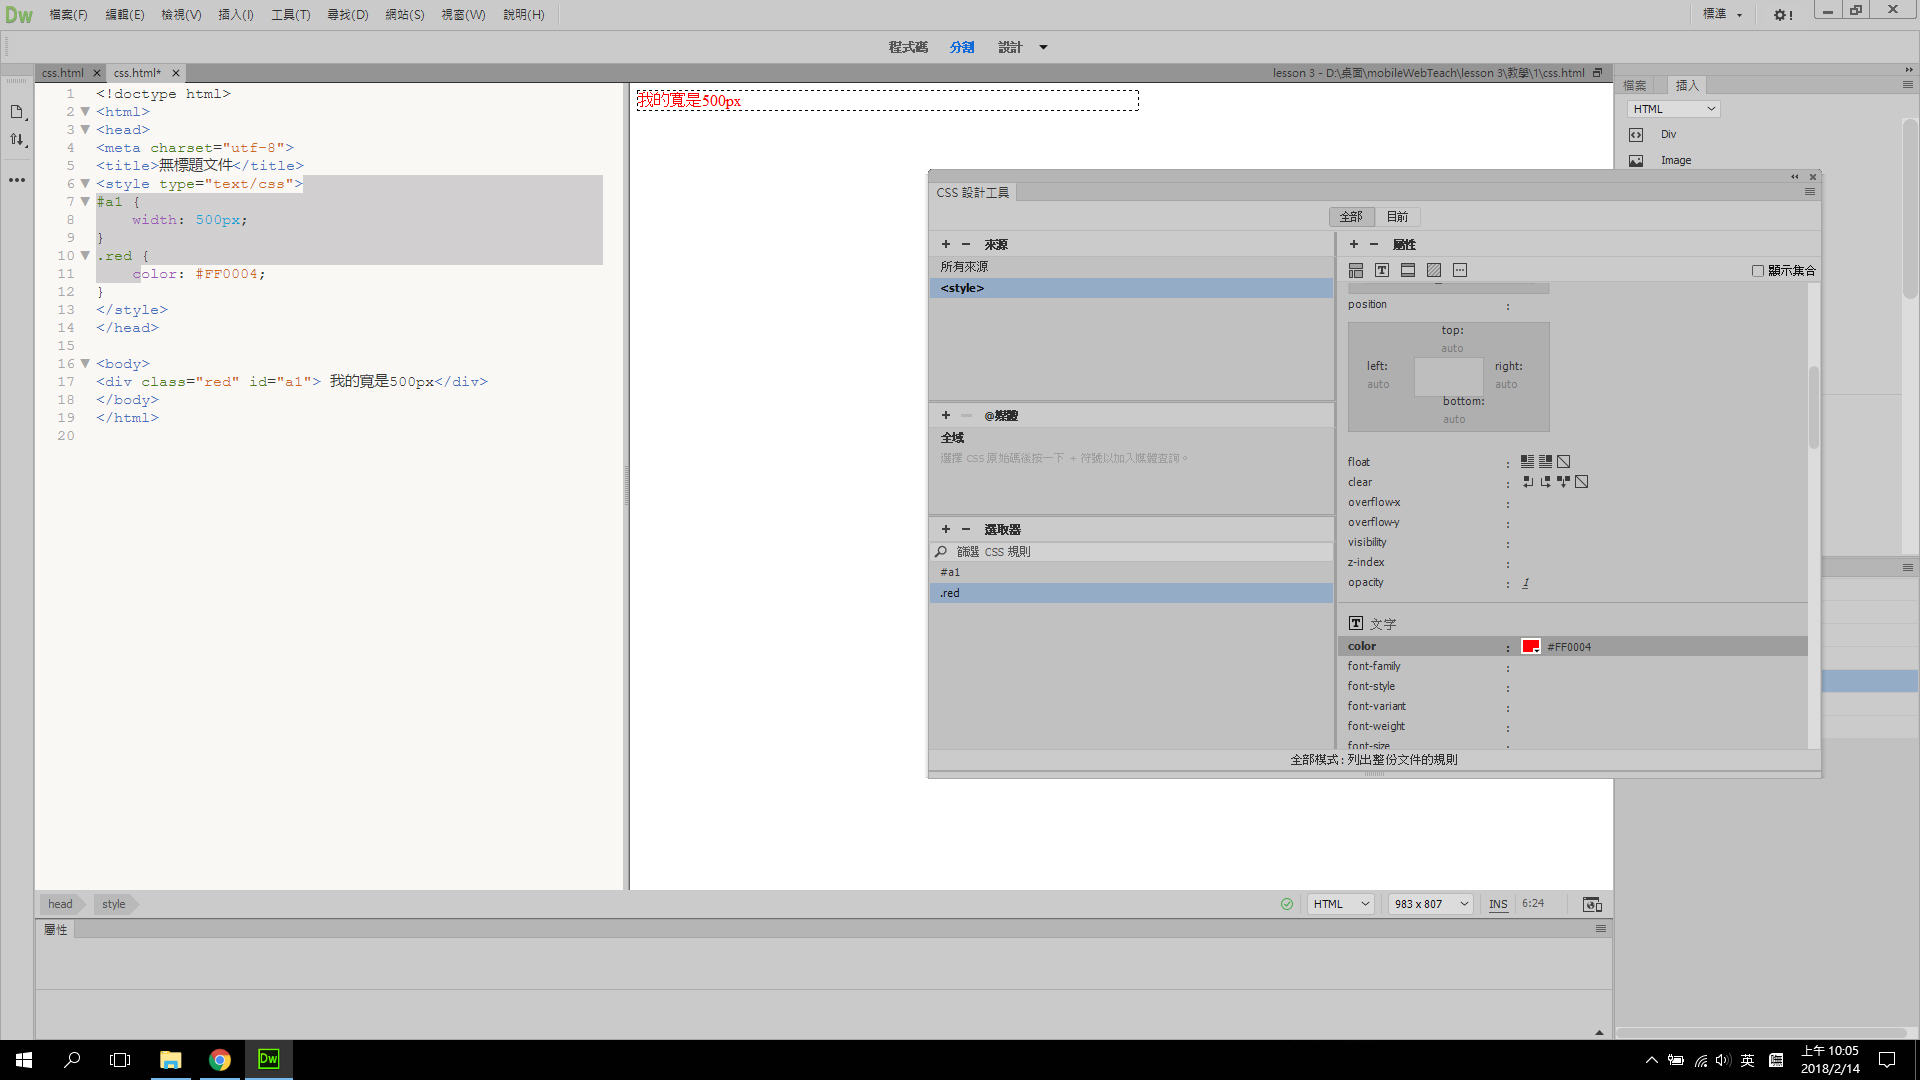 Dw 檔案(F) 編輯(E) 檢視(V) 插入(I) 工具(T) 尋找(D) 網站(S) 視窗(W) 說明(H) 標準
程式碼 分割 設計
css.html css.html* lesson 3 - D:\桌面\mobileWebTeach\lesson 3\教學\1\css.html
1 <!doctype html>
2 <html>
3 <head>
4 <meta charset="utf-8">
5 <title>無標題文件</title>
6 <style type="text/css">
7 #a1 {
8 width: 500px;
9 }
10 .red {
11 color: #FF0004;
12 }
13 </style>
14 </head>
15
16 <body>
17 <div class="red" id="a1"> 我的寬是500px</div>
18 </body>
19 </html>
20
我的寬是500px
檔案 插入
HTML
Div
Image
CSS 設計工具
全部 目前
+ − 來源
所有來源
<style>
+ − @媒體
全域
選擇 CSS 原始碼後按一下 + 符號以加入媒體查詢。
+ − 選取器
篩選 CSS 規則
#a1
.red
+ − 屬性
T 顯示集合
position :
top:
auto
left: right:
auto auto
bottom:
auto
float :
clear :
overflow-x :
overflow-y :
visibility :
z-index :
opacity : 1
T 文字
color : #FF0004
font-family :
font-style :
font-variant :
font-weight :
font-size :
全部模式 : 列出整份文件的規則
head style HTML 983 x 807 INS 6:24
屬性
Dw 英 上午 10:05
2018/2/14